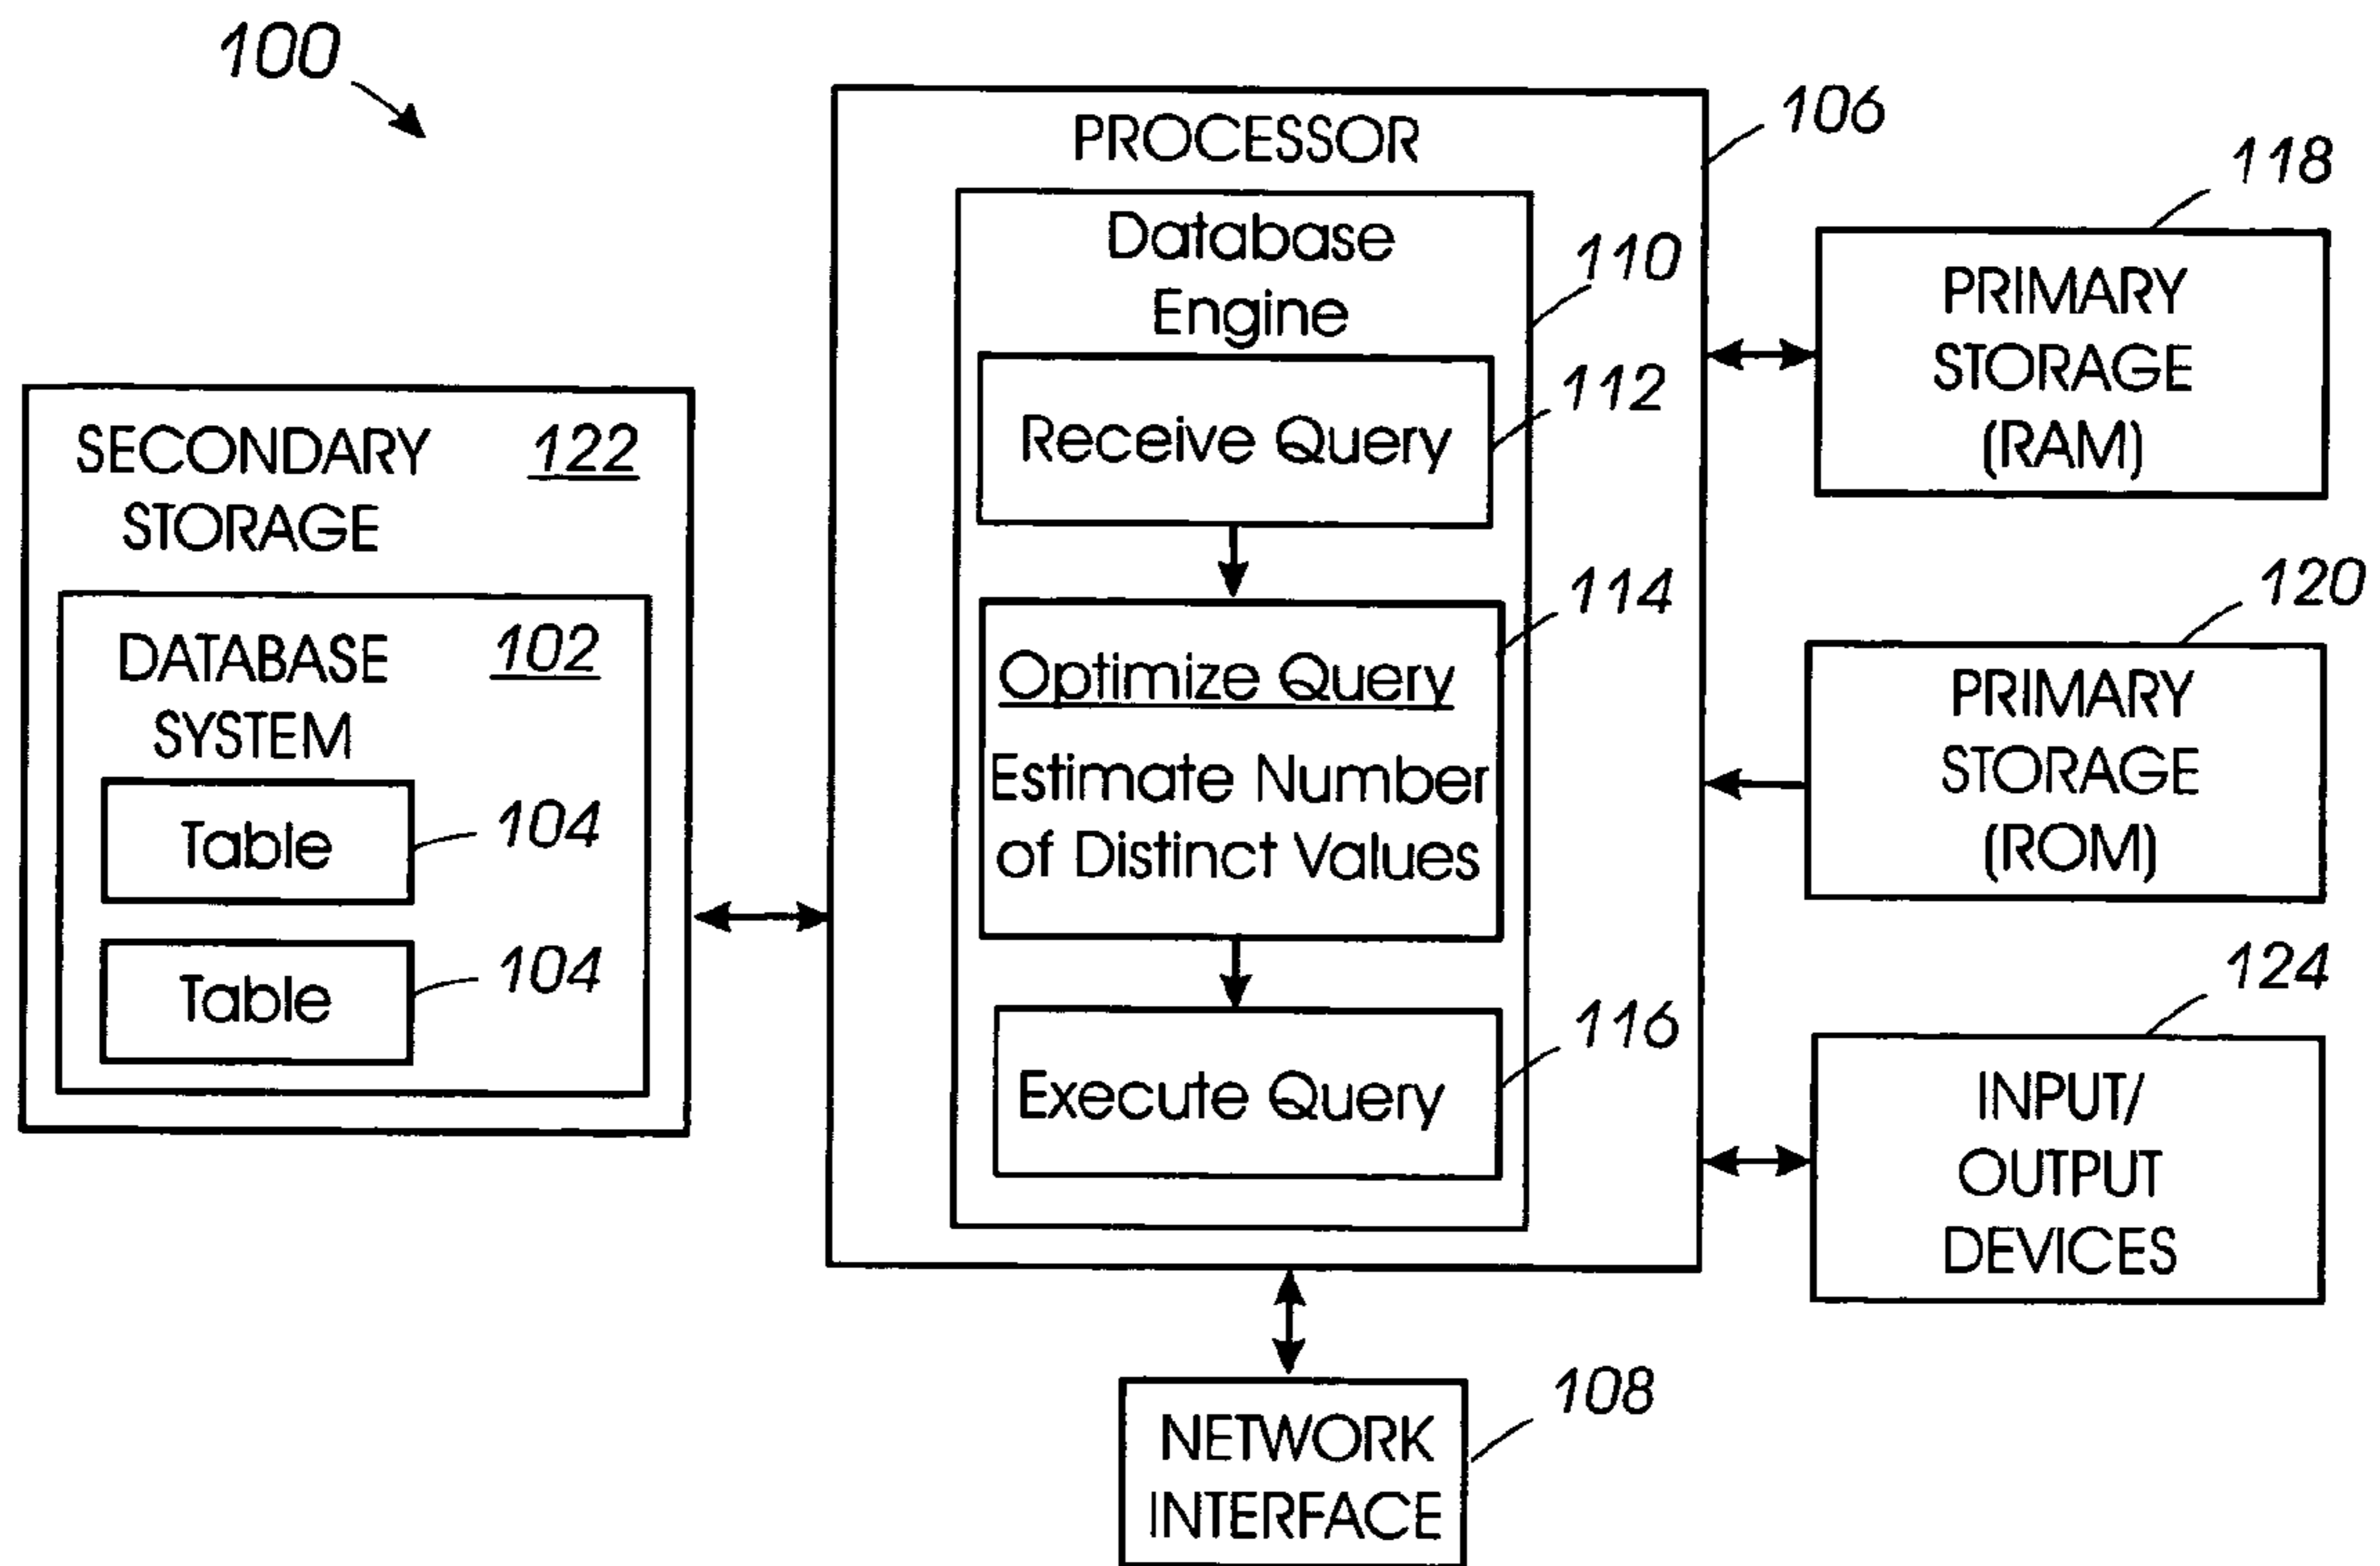 100
SECONDARY 122
STORAGE
DATABASE 102
SYSTEM
Table 104
Table 104
PROCESSOR
106
Database
Engine
110
Receive Query
112
Optimize Query
114
Estimate Number
of Distinct Values
Execute Query
116
118
PRIMARY
STORAGE
(RAM)
120
PRIMARY
STORAGE
(ROM)
124
INPUT/
OUTPUT
DEVICES
NETWORK
INTERFACE
108